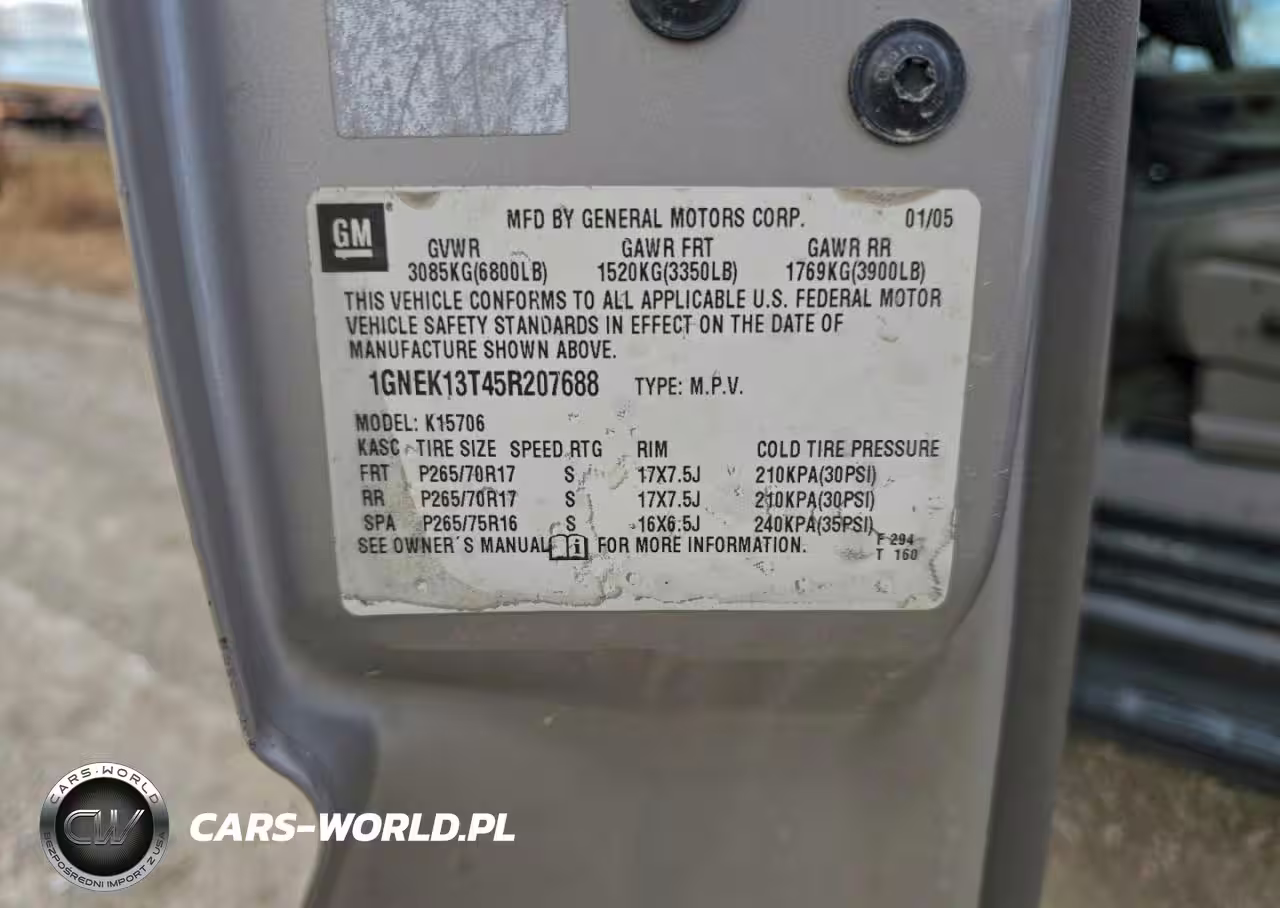 GM
MFD BY GENERAL MOTORS CORP. 01/05
GVWR GAWR FRT GAWR RR
3085KG(6800LB) 1520KG(3350LB) 1769KG(3900LB)
THIS VEHICLE CONFORMS TO ALL APPLICABLE U.S. FEDERAL MOTOR
VEHICLE SAFETY STANDARDS IN EFFECT ON THE DATE OF
MANUFACTURE SHOWN ABOVE.
1GNEK13T45R207688 TYPE: M.P.V.
MODEL: K15706
KASC TIRE SIZE SPEED RTG RIM COLD TIRE PRESSURE
FRT P265/70R17 S 17X7.5J 210KPA(30PSI)
RR P265/70R17 S 17X7.5J 210KPA(30PSI)
SPA P265/75R16 S 16X6.5J 240KPA(35PSI)
SEE OWNER'S MANUAL FOR MORE INFORMATION.
F 294
T 160
CARS-WORLD
CW
BEZPOŚREDNI IMPORT Z USA
CARS-WORLD.PL